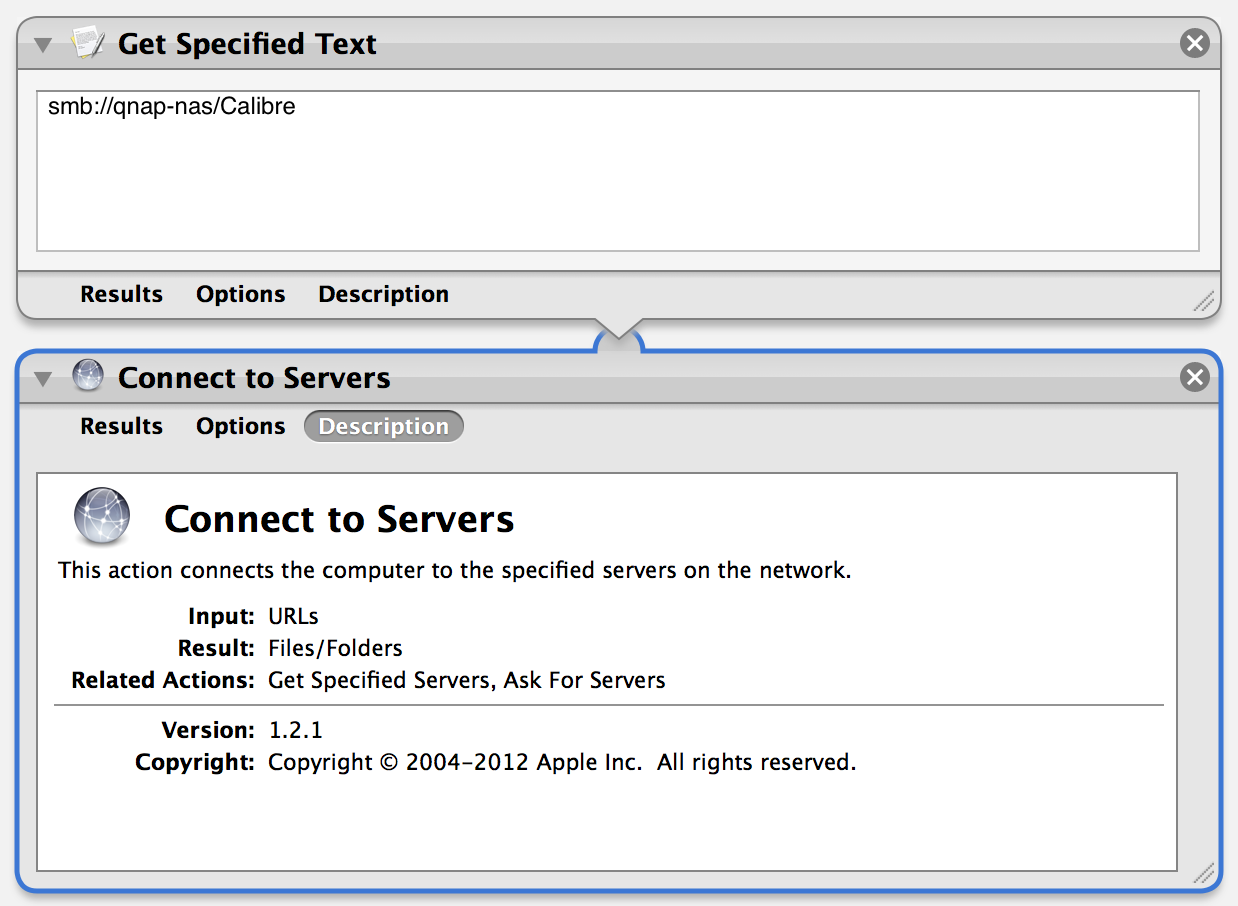 Get Specified Text
smb://qnap-nas/Calibre
Results Options Description
Connect to Servers
Results Options Description
Connect to Servers
This action connects the computer to the specified servers on the network.
Input: URLs
Result: Files/Folders
Related Actions: Get Specified Servers, Ask For Servers
Version: 1.2.1
Copyright: Copyright © 2004–2012 Apple Inc.  All rights reserved.